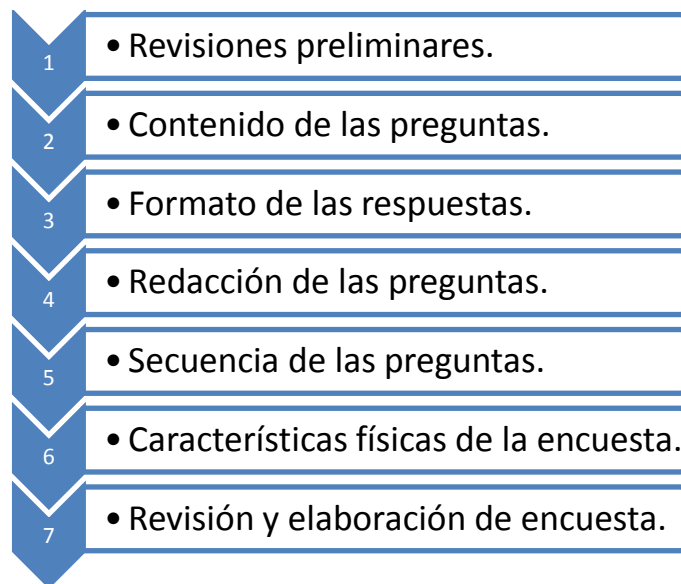 1 • Revisiones preliminares.
2 • Contenido de las preguntas.
3 • Formato de las respuestas.
4 • Redacción de las preguntas.
5 • Secuencia de las preguntas.
6 • Característísticas físicas de la encuesta.
7 • Revisión y elaboración de encuesta.